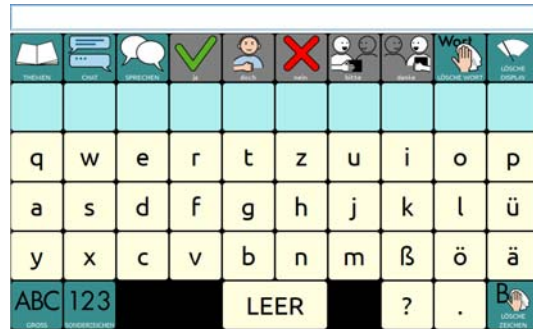 Wort
THEMEN CHAT SPRECHEN ja doch nein bitte danke LÖSCHE WORT LÖSCHE DISPLAY
q w e r t z u i o p
a s d f g h j k l ü
y x c v b n m ß ö ä
ABC 123 LEER ? . B
GROSS SONDERZEICHEN LÖSCHE ZEICHEN